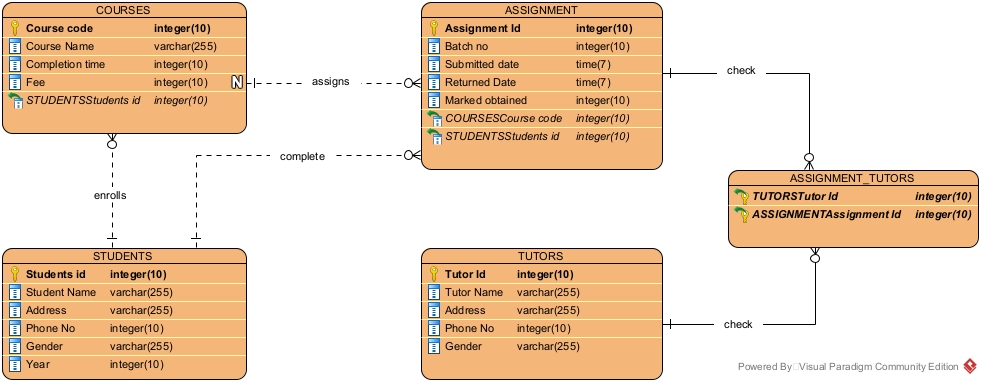 COURSES
Course code integer(10)
Course Name varchar(255)
Completion time integer(10)
Fee integer(10)
STUDENTSStudents id integer(10)
N
assigns
ASSIGNMENT
Assignment Id integer(10)
Batch no integer(10)
Submitted date time(7)
Returned Date time(7)
Marked obtained integer(10)
COURSESCourse code integer(10)
STUDENTSStudents id integer(10)
check
complete
enrolls
ASSIGNMENT_TUTORS
TUTORSTutor Id integer(10)
ASSIGNMENTAssignment Id integer(10)
STUDENTS
Students id integer(10)
Student Name varchar(255)
Address varchar(255)
Phone No integer(10)
Gender varchar(255)
Year integer(10)
TUTORS
Tutor Id integer(10)
Tutor Name varchar(255)
Address varchar(255)
Phone No integer(10)
Gender varchar(255)
check
Powered By Visual Paradigm Community Edition